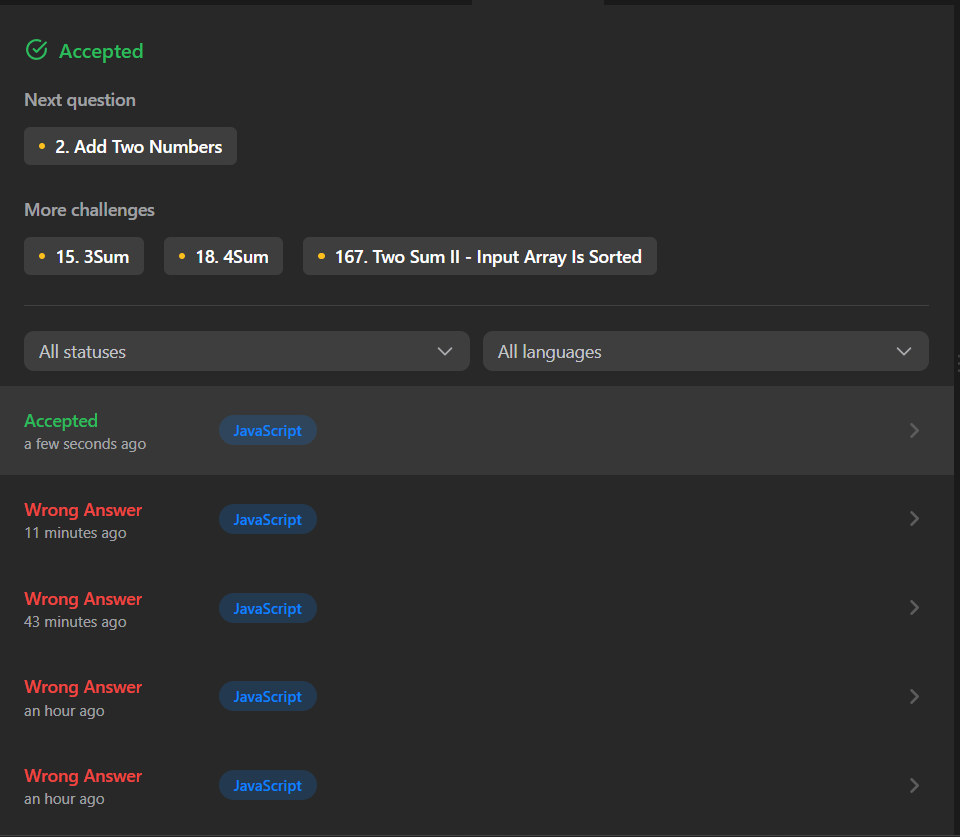 Accepted
Next question
2. Add Two Numbers
More challenges
15. 3Sum 18. 4Sum 167. Two Sum II - Input Array Is Sorted
All statuses All languages
Accepted
a few seconds ago
JavaScript
Wrong Answer
11 minutes ago
JavaScript
Wrong Answer
43 minutes ago
JavaScript
Wrong Answer
an hour ago
JavaScript
Wrong Answer
an hour ago
JavaScript